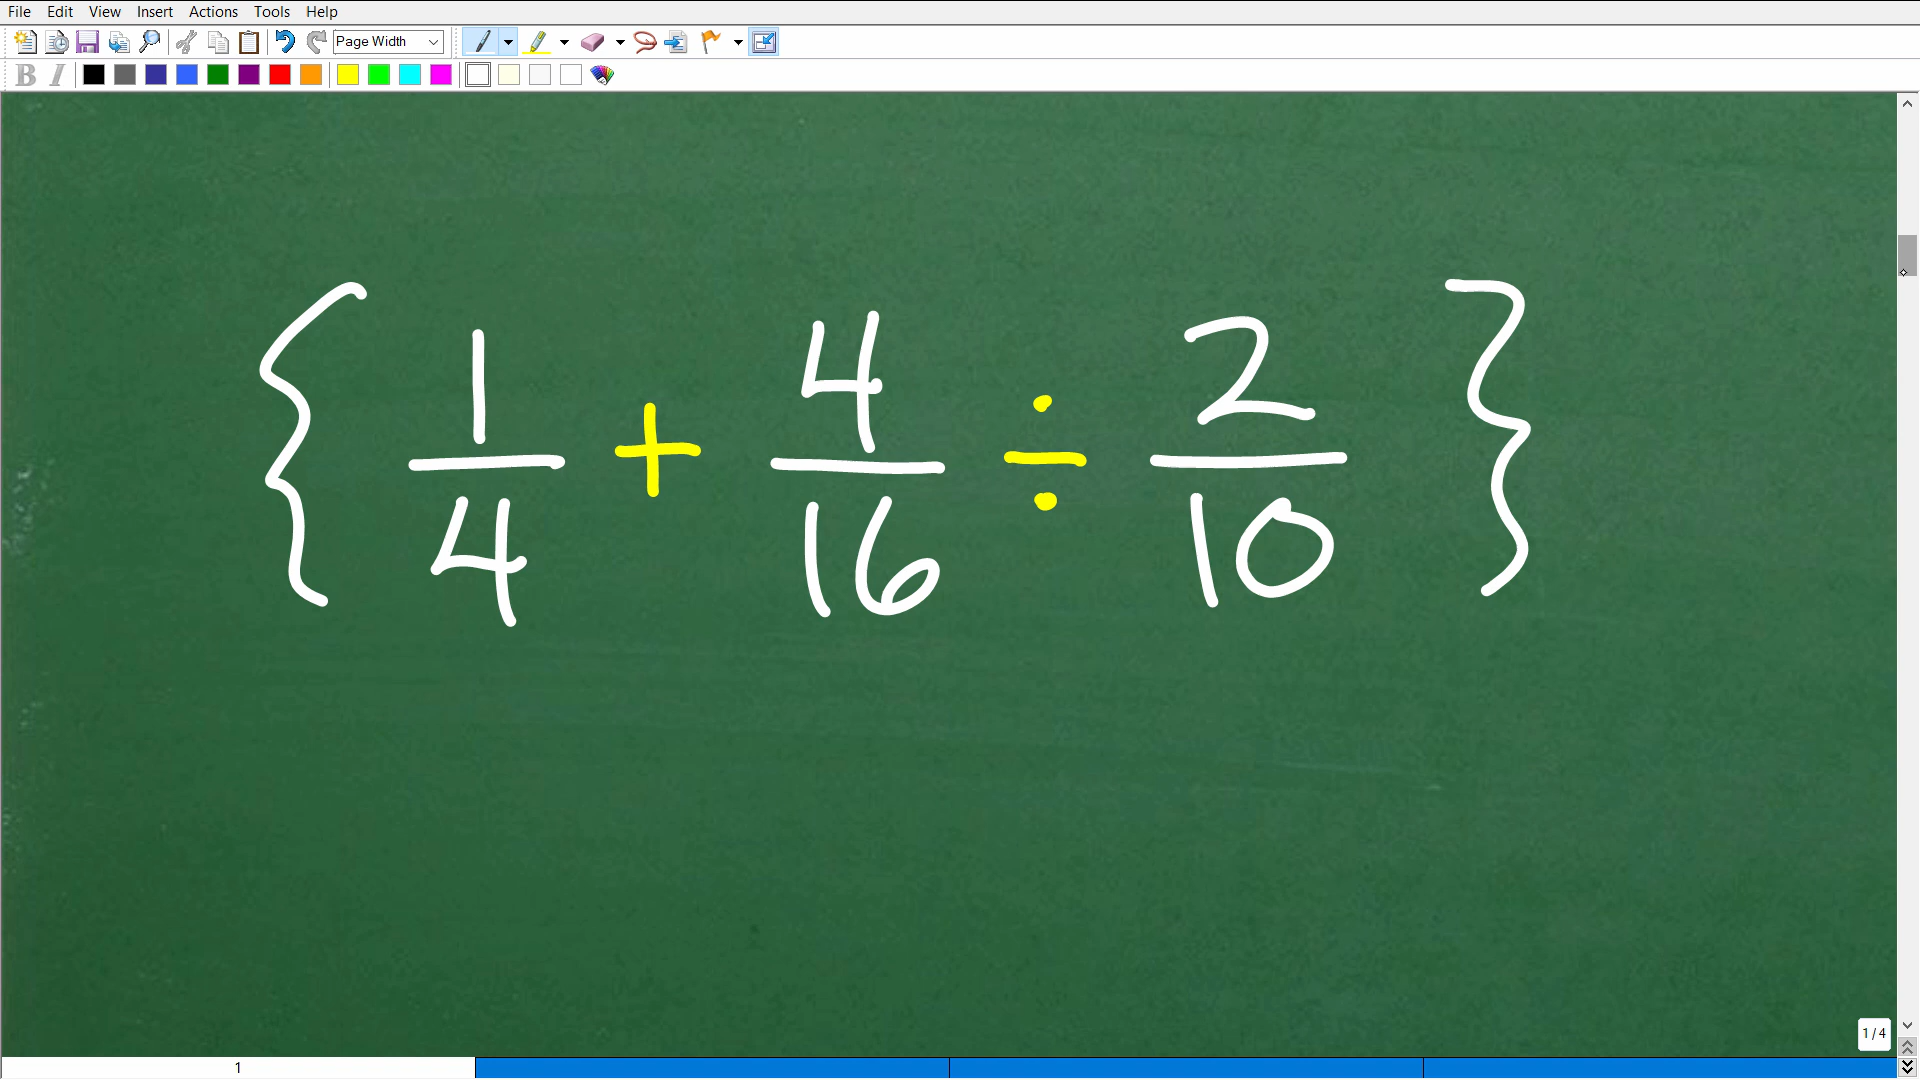 File Edit View Insert Actions Tools Help
Page Width
B I
{ 1/4 + 4/16 ÷ 2/10 }
1 / 4
1